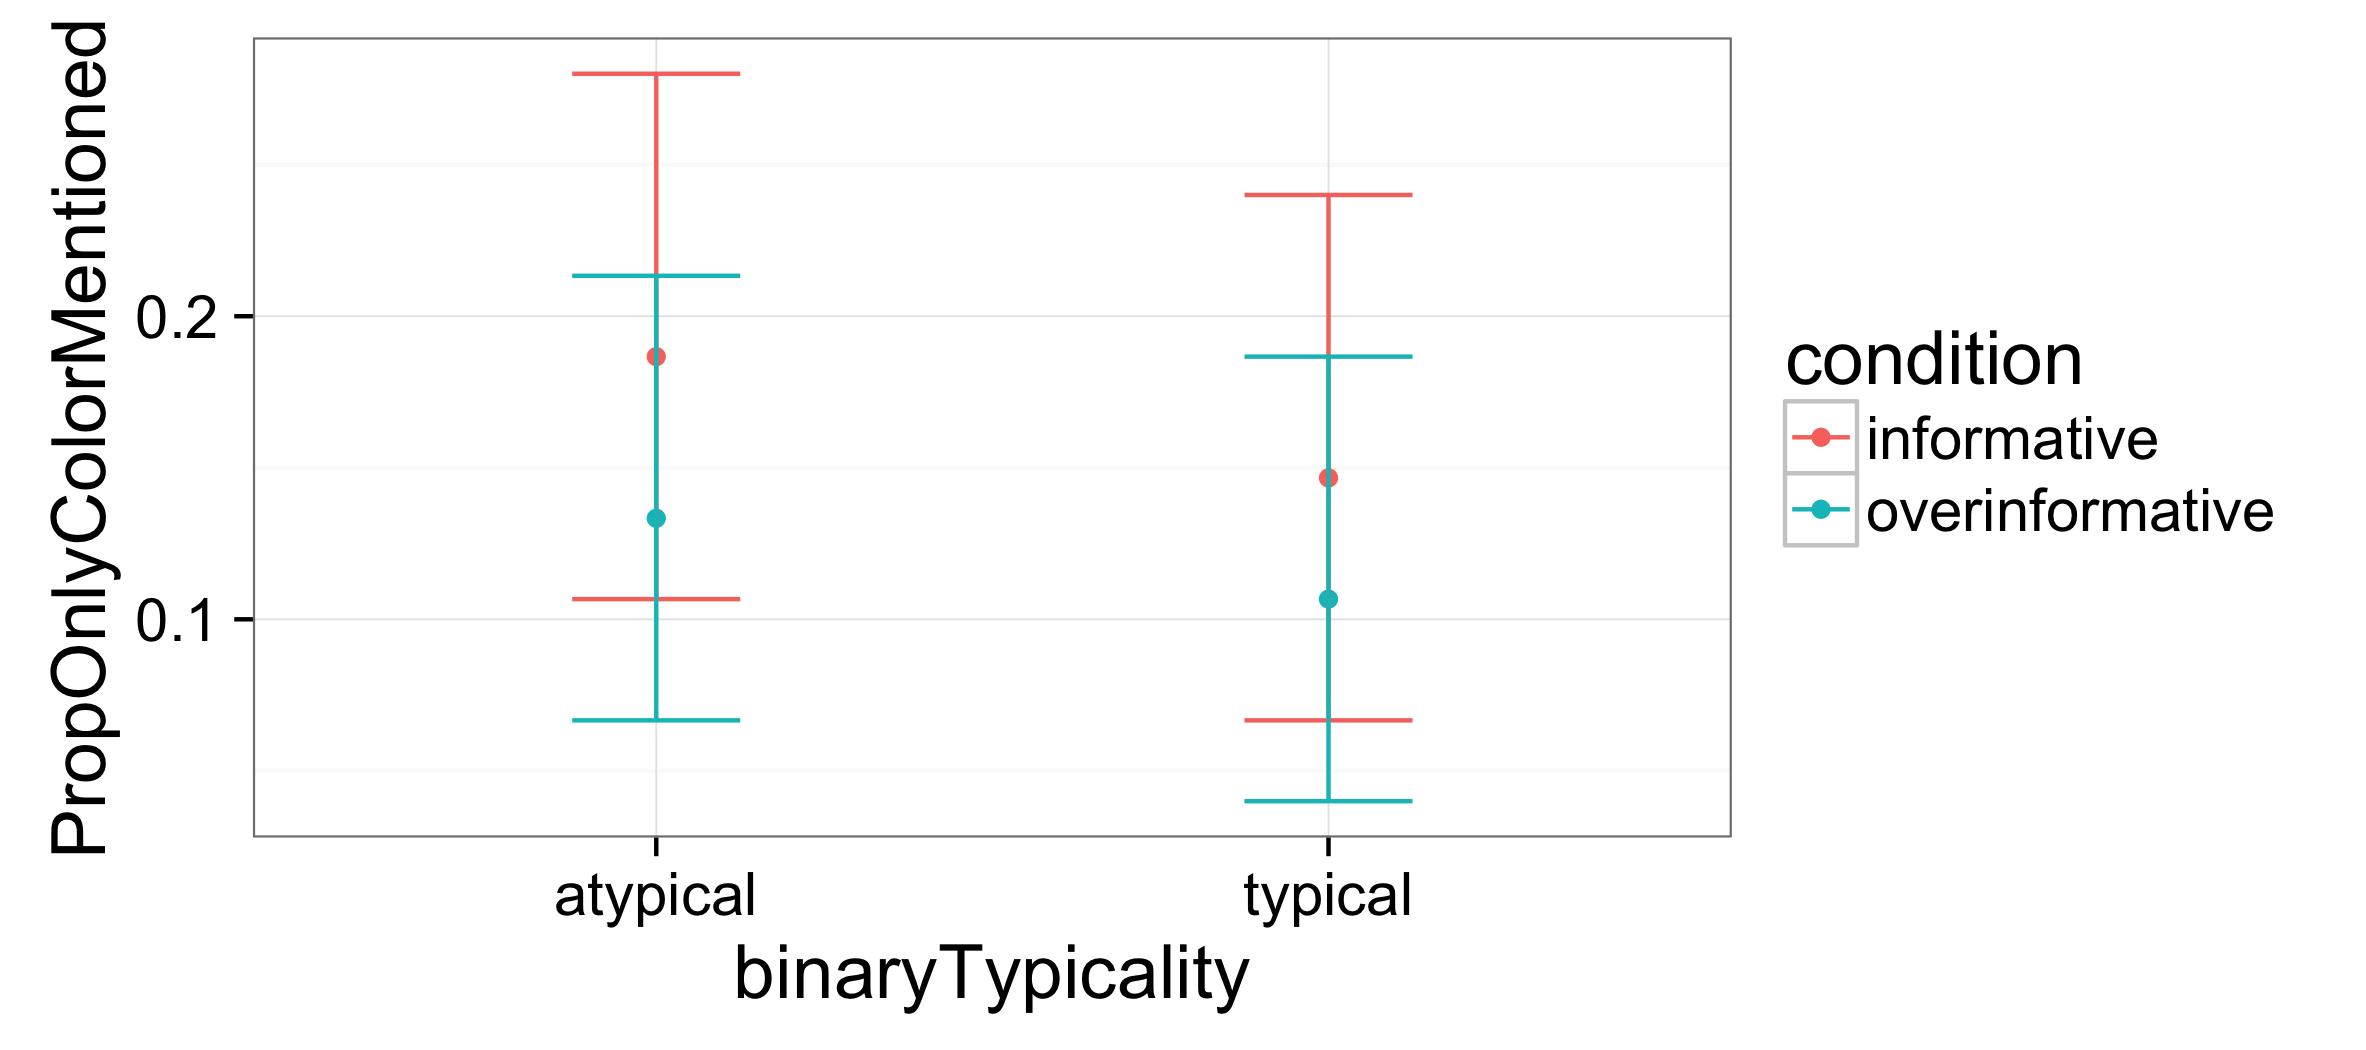 PropOnlyColorMentioned
0.2
0.1
atypical
typical
binaryTypicality
condition
informative
overinformative